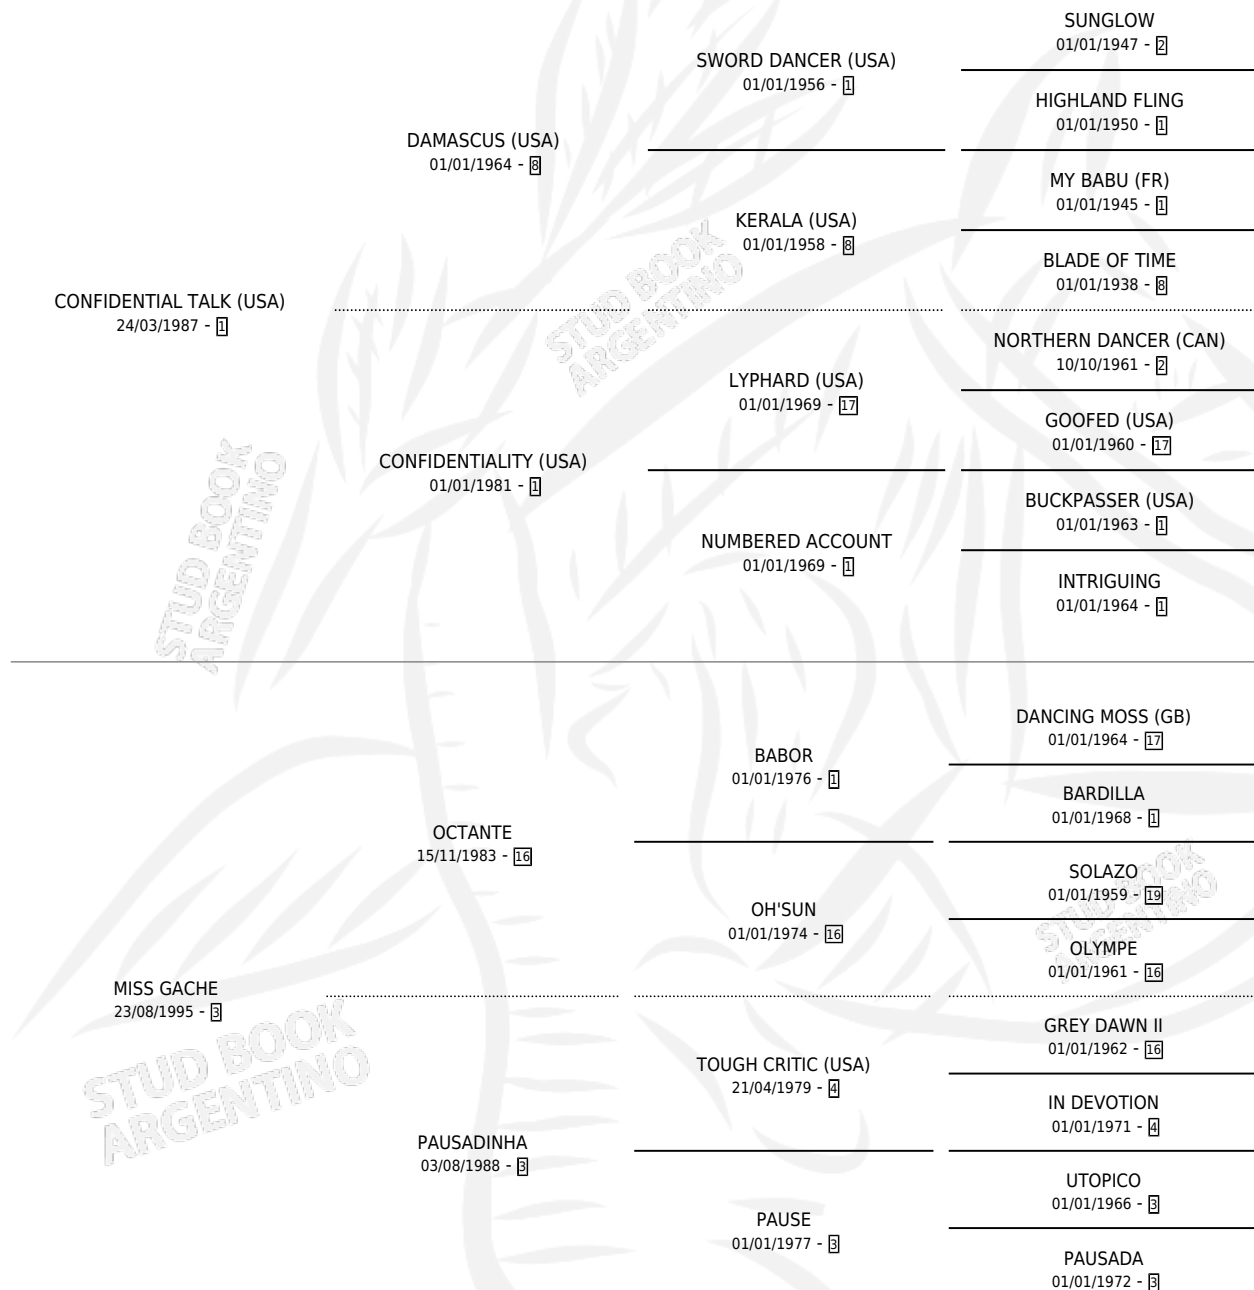 SUNGLOW
01/01/1947 - 2
SWORD DANCER (USA)
01/01/1956 - 1
HIGHLAND FLING
01/01/1950 - 1
DAMASCUS (USA)
01/01/1964 - 8
MY BABU (FR)
01/01/1945 - 1
KERALA (USA)
01/01/1958 - 8
BLADE OF TIME
01/01/1938 - 8
CONFIDENTIAL TALK (USA)
24/03/1987 - 1
NORTHERN DANCER (CAN)
10/10/1961 - 2
LYPHARD (USA)
01/01/1969 - 17
GOOFED (USA)
01/01/1960 - 17
CONFIDENTIALITY (USA)
01/01/1981 - 1
BUCKPASSER (USA)
01/01/1963 - 1
NUMBERED ACCOUNT
01/01/1969 - 1
INTRIGUING
01/01/1964 - 1
DANCING MOSS (GB)
01/01/1964 - 17
BABOR
01/01/1976 - 1
BARDILLA
01/01/1968 - 1
OCTANTE
15/11/1983 - 16
SOLAZO
01/01/1959 - 19
OH'SUN
01/01/1974 - 16
OLYMPE
01/01/1961 - 16
MISS GACHE
23/08/1995 - 3
GREY DAWN II
01/01/1962 - 16
TOUGH CRITIC (USA)
21/04/1979 - 4
IN DEVOTION
01/01/1971 - 4
PAUSADINHA
03/08/1988 - 3
UTOPICO
01/01/1966 - 3
PAUSE
01/01/1977 - 3
PAUSADA
01/01/1972 - 3
STUD BOOK
ARGENTINO
STUD BOOK
ARGENTINO
STUD BOOK
ARGENTINO
STUD BOOK
ARGENTINO